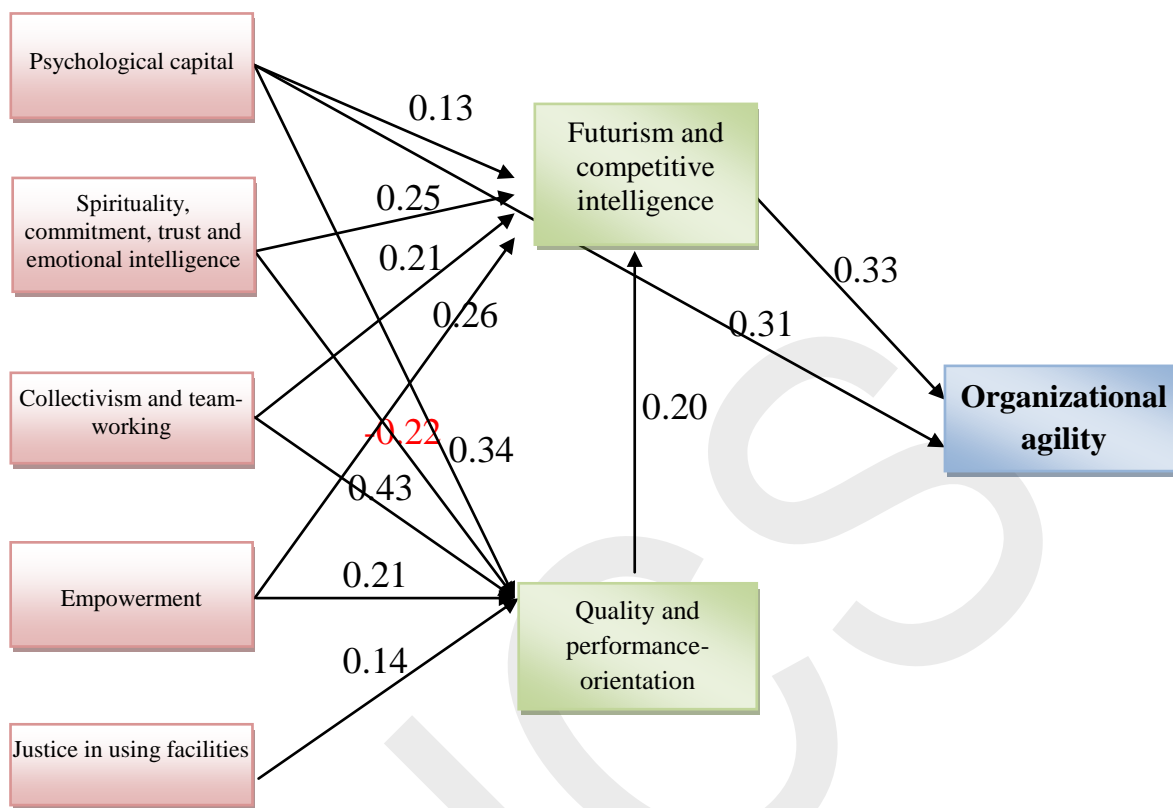 Psychological capital
Spirituality,
commitment, trust and
emotional intelligence
Collectivism and team-
working
Empowerment
Justice in using facilities
0.13
0.25
0.21
0.26
-0.22
0.34
0.43
0.21
0.14
Futurism and
competitive
intelligence
0.20
Quality and
performance-
orientation
0.33
0.31
Organizational
agility